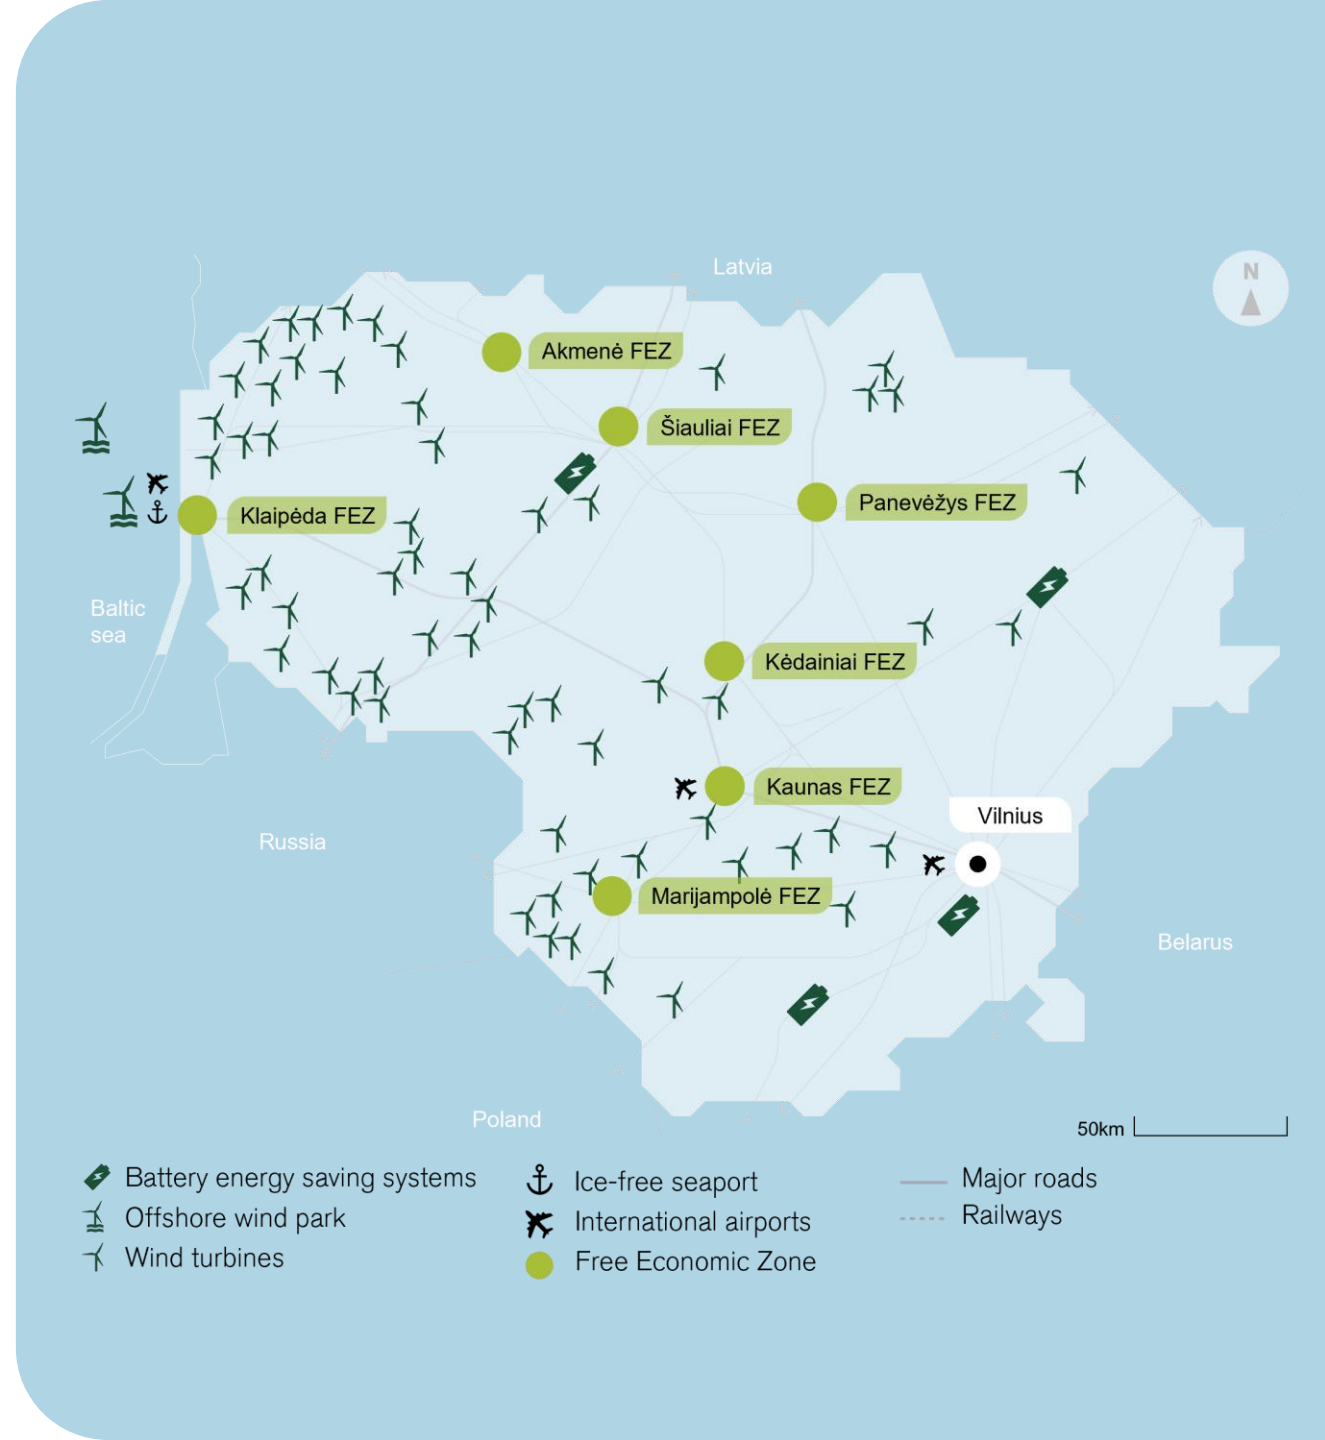 Latvia
N
Akmenė FEZ
Šiauliai FEZ
Panevėžys FEZ
Klaipėda FEZ
Baltic
sea
Kėdainiai FEZ
Kaunas FEZ
Vilnius
Russia
Marijampolė FEZ
Belarus
Poland
50km
Battery energy saving systems
Offshore wind park
Wind turbines
Ice-free seaport
International airports
Free Economic Zone
Major roads
Railways